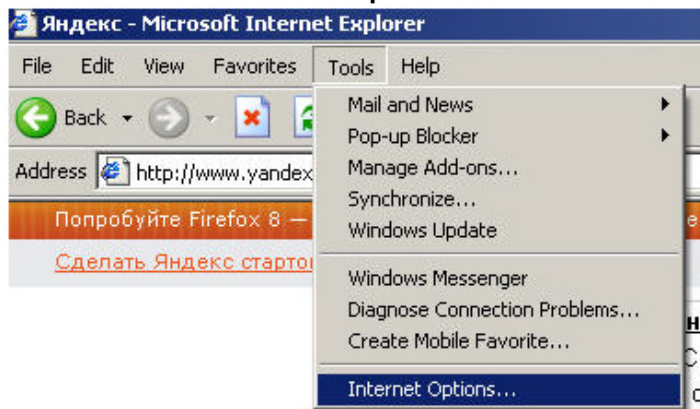 Яндекс - Microsoft Internet Explorer
File Edit View Favorites Tools Help
Back
Address http://www.yandex
Mail and News
Pop-up Blocker
Manage Add-ons...
Synchronize...
Windows Update
Попробуйте Firefox 8 —
Сделать Яндекс
Windows Messenger
Diagnose Connection Problems...
Create Mobile Favorite...
Internet Options...